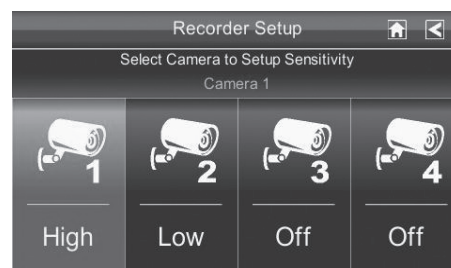 Recorder Setup
Select Camera to Setup Sensitivity
Camera 1
1 2 3 4
High Low Off Off